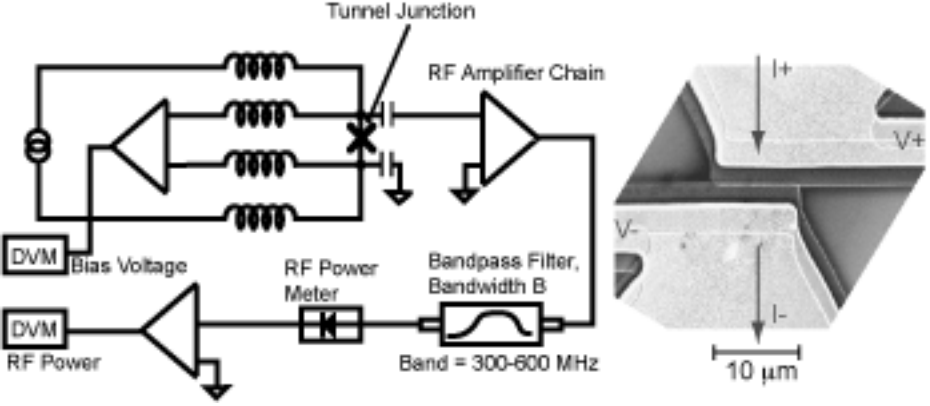 Tunnel Junction
RF Amplifier Chain
I+
V+
V-
I-
DVM
Bias Voltage
RF Power
Meter
Bandpass Filter,
Bandwidth B
DVM
RF Power
Band = 300-600 MHz
10 μm